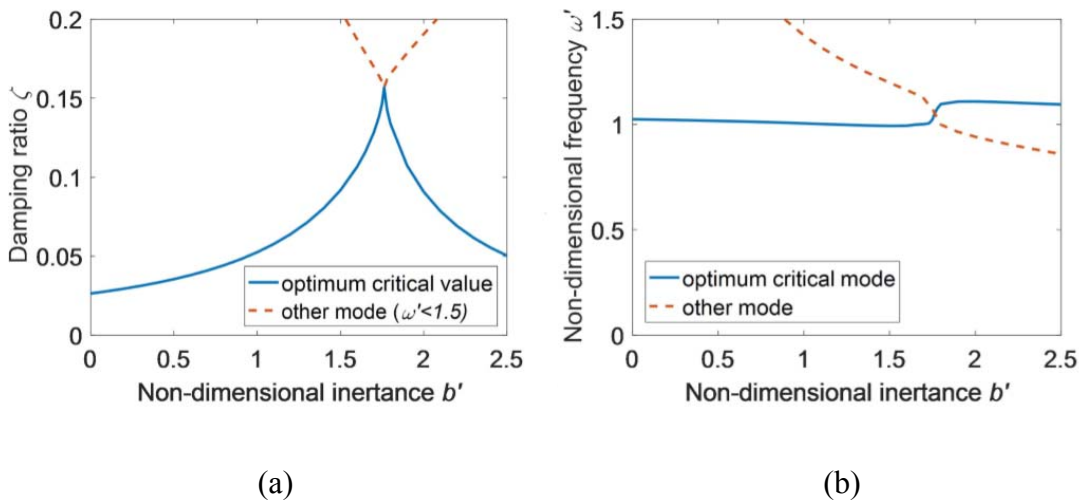 0.2
0.15
0.1
0.05
0
Damping ratio ζ
optimum critical value
other mode (ω'<1.5)
0 0.5 1 1.5 2 2.5
Non-dimensional inertance b'
(a)
1.5
1
0.5
0
Non-dimensional frequency ω'
optimum critical mode
other mode
0 0.5 1 1.5 2 2.5
Non-dimensional inertance b'
(b)